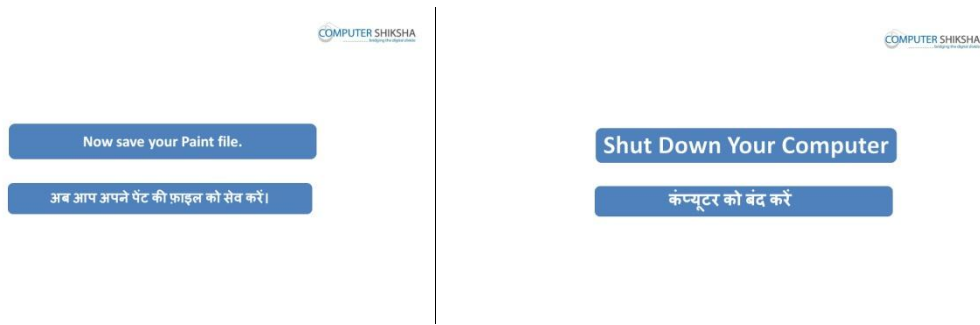 COMPUTER SHIKSHA
Now save your Paint file.
अब आप अपने पेंट की फ़ाइल को सेव करें।
COMPUTER SHIKSHA
Shut Down Your Computer
कंप्यूटर को बंद करें